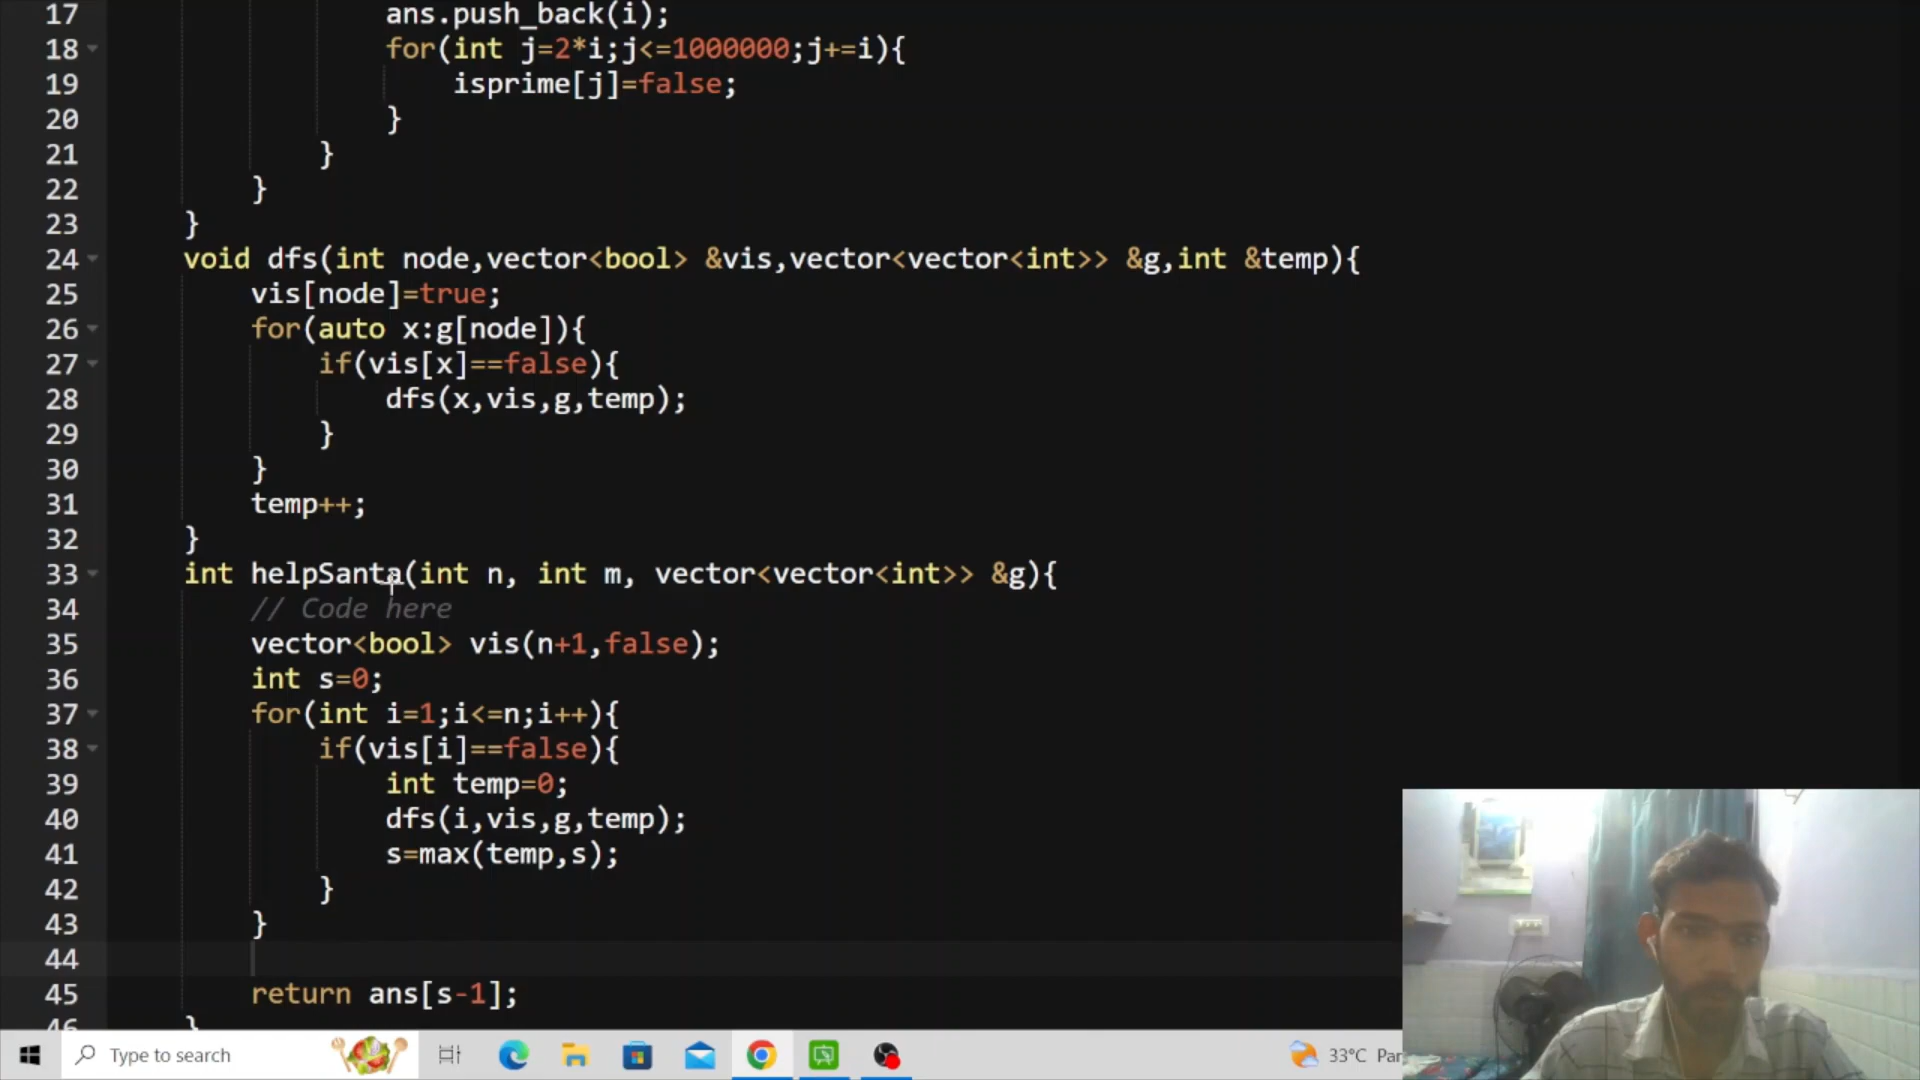 17 ans.push_back(i);
18 for(int j=2*i;j<=1000000;j+=i){
19 isprime[j]=false;
20 }
21 }
22 }
23 }
24 void dfs(int node,vector<bool> &vis,vector<vector<int>> &g,int &temp){
25 vis[node]=true;
26 for(auto x:g[node]){
27 if(vis[x]==false){
28 dfs(x,vis,g,temp);
29 }
30 }
31 temp++;
32 }
33 int helpSanta(int n, int m, vector<vector<int>> &g){
34 // Code here
35 vector<bool> vis(n+1,false);
36 int s=0;
37 for(int i=1;i<=n;i++){
38 if(vis[i]==false){
39 int temp=0;
40 dfs(i,vis,g,temp);
41 s=max(temp,s);
42 }
43 }
44
45 return ans[s-1];
46 }
Type to search
33°C Par